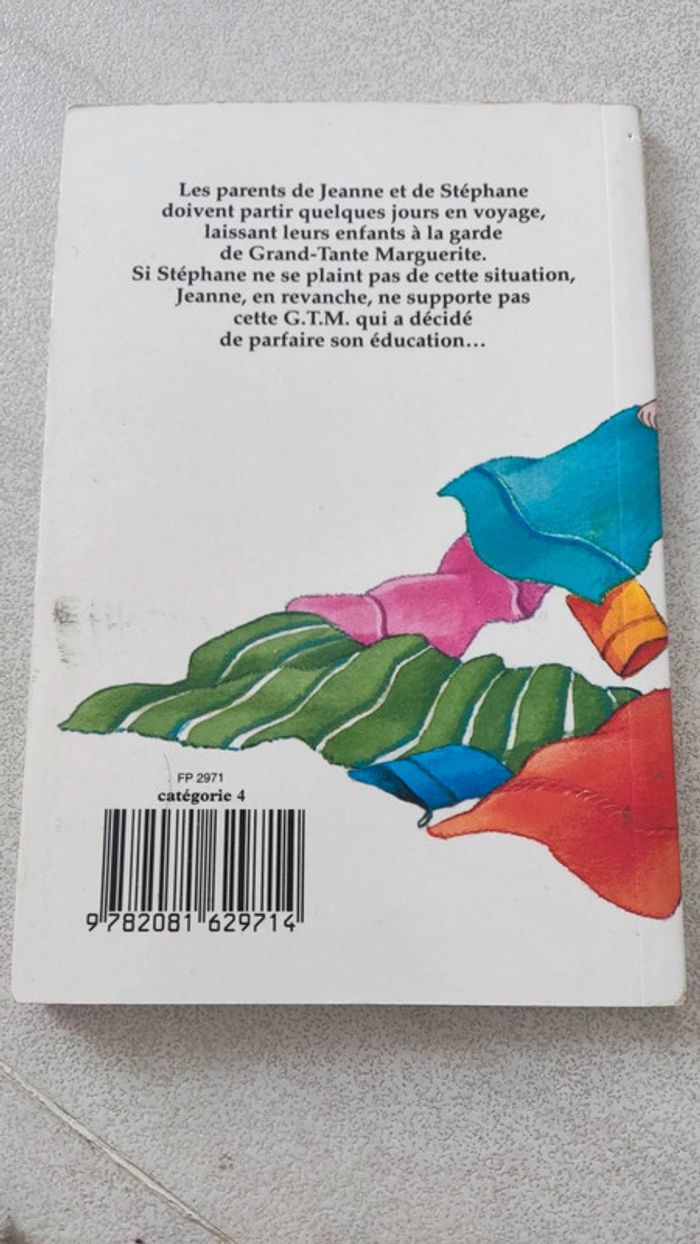 Les parents de Jeanne et de Stéphane
doivent partir quelques jours en voyage,
laissant leurs enfants à la garde
de Grand-Tante Marguerite.
Si Stéphane ne se plaint pas de cette situation,
Jeanne, en revanche, ne supporte pas
cette G.T.M. qui a décidé
de parfaire son éducation…
FP 2971
catégorie 4
9 782081 629714